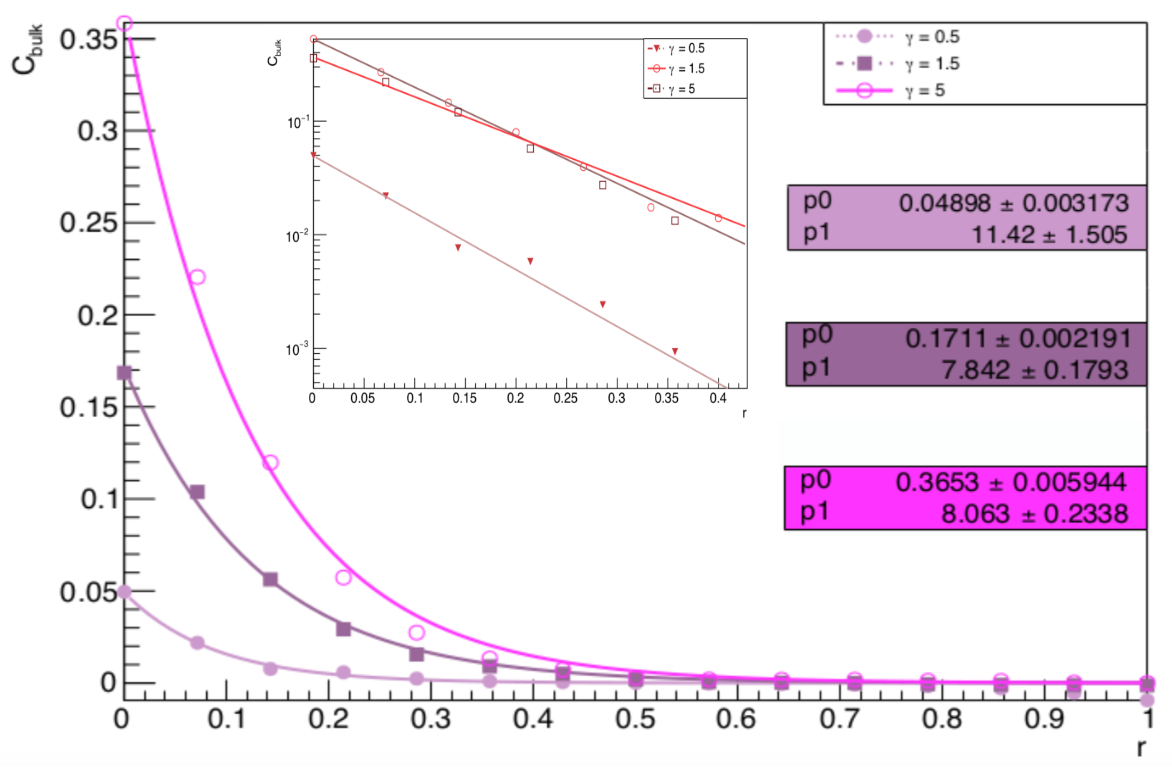 C_bulk
0.35
0.3
0.25
0.2
0.15
0.1
0.05
0
0 0.1 0.2 0.3 0.4 0.5 0.6 0.7 0.8 0.9 1
r
γ = 0.5
γ = 1.5
γ = 5
C_bulk
10⁻¹
10⁻²
10⁻³
0 0.05 0.1 0.15 0.2 0.25 0.3 0.35 0.4
r
γ = 0.5
γ = 1.5
γ = 5
p0 0.04898 ± 0.003173
p1 11.42 ± 1.505
p0 0.1711 ± 0.002191
p1 7.842 ± 0.1793
p0 0.3653 ± 0.005944
p1 8.063 ± 0.2338